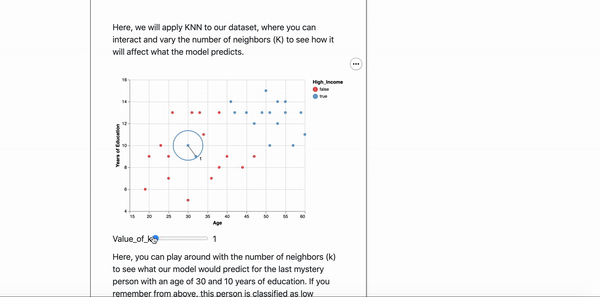 Here, we will apply KNN to our dataset, where you can
interact and vary the number of neighbors (K) to see how it
will affect what the model predicts.
High_Income
false
true
Years of Education
16
14
12
10
8
6
4
1
15 20 25 30 35 40 45 50 55 60
Age
Value_of_k 1
Here, you can play around with the number of neighbors (k)
to see what our model would predict for the last mystery
person with an age of 30 and 10 years of education. If you
remember from above, this person is classified as low